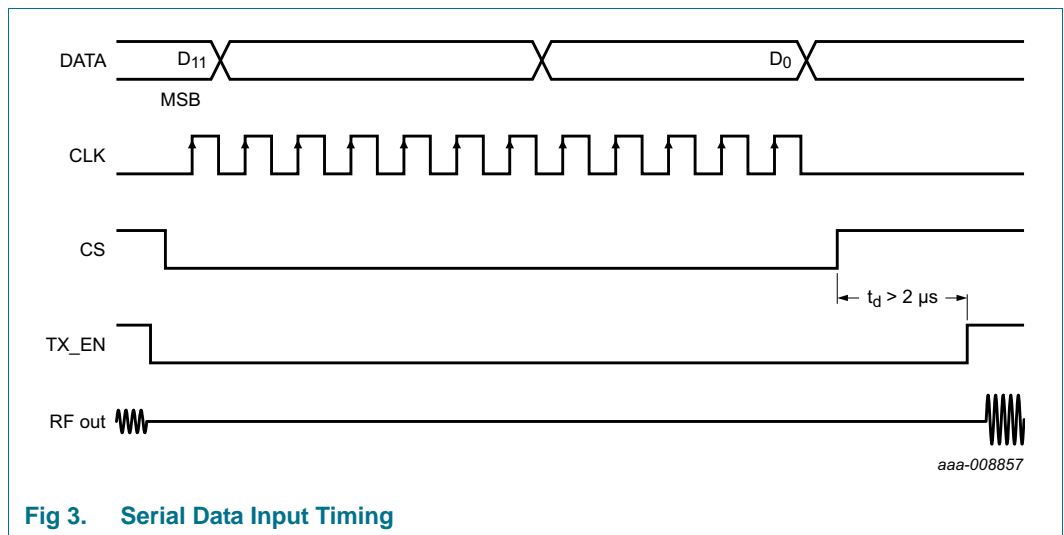 DATA D11 D0
MSB
CLK
CS
td > 2 µs
TX_EN
RF out
aaa-008857
Fig 3. Serial Data Input Timing